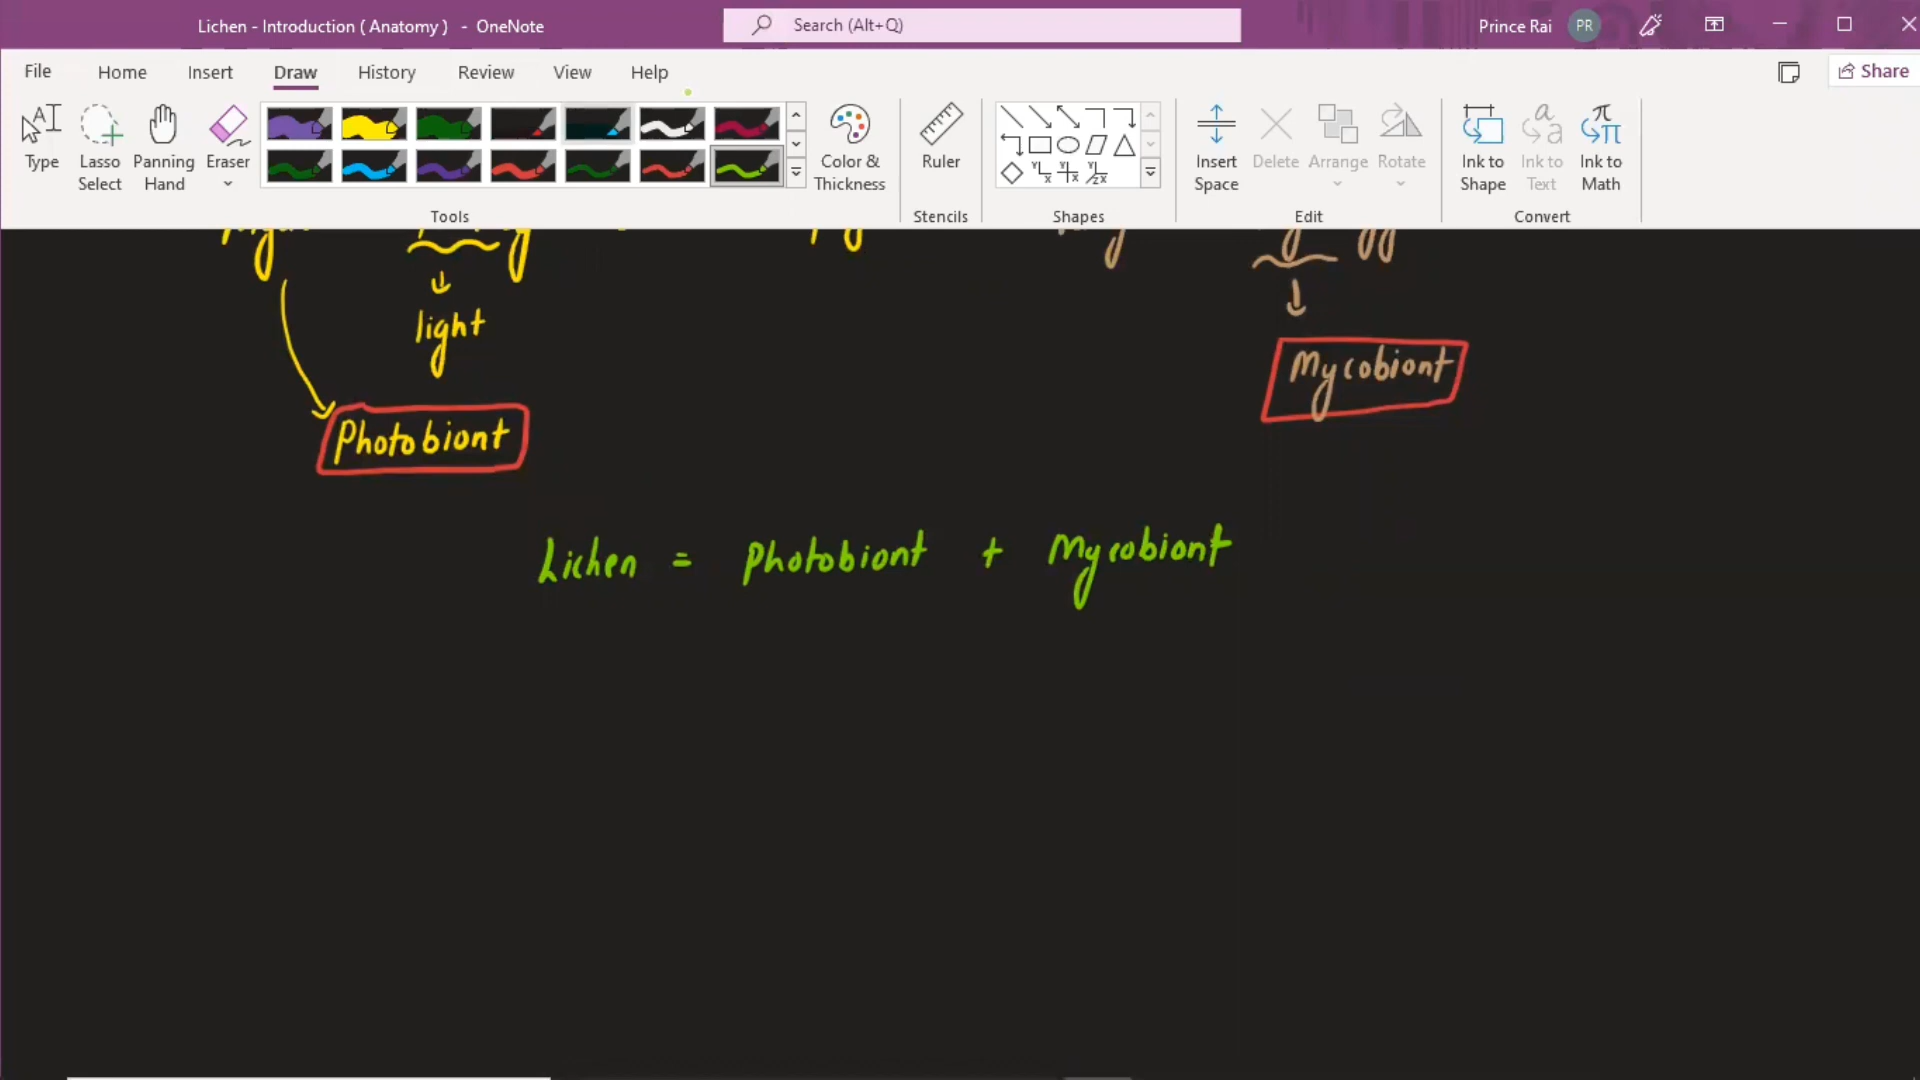 Lichen - Introduction ( Anatomy ) - OneNote
Search (Alt+Q)
Prince Rai PR
File Home Insert Draw History Review View Help
Share
Type
Lasso Select
Panning Hand
Eraser
Color & Thickness
Ruler
Insert Space
Delete
Arrange
Rotate
Ink to Shape
Ink to Text
Ink to Math
Tools Stencils Shapes Edit Convert
light
Photobiont
Mycobiont
Lichen = Photobiont + Mycobiont